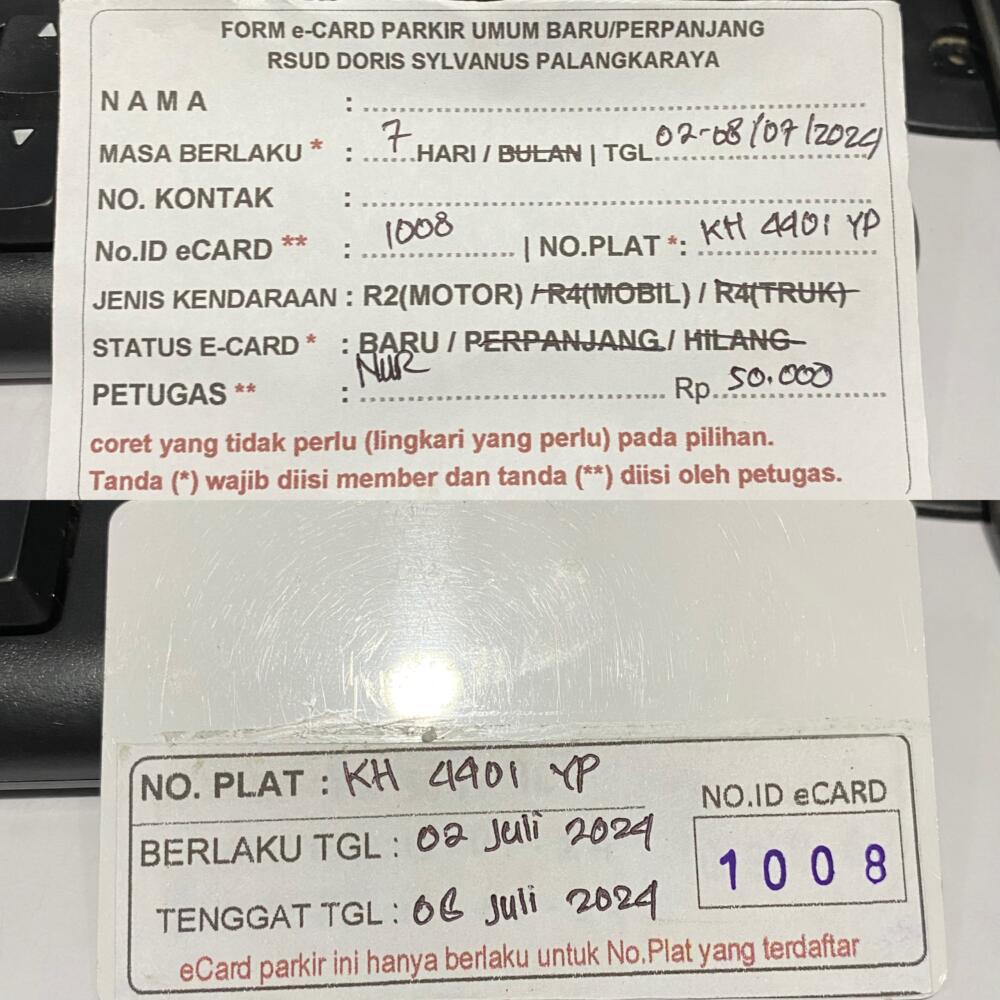 FORM e-CARD PARKIR UMUM BARU/PERPANJANG
RSUD DORIS SYLVANUS PALANGKARAYA
NAMA :
MASA BERLAKU * : 7 HARI / BULAN | TGL 02-08/07/2024
NO. KONTAK :
No.ID eCARD ** : 1008 | NO.PLAT *: KH 4401 YP
JENIS KENDARAAN : R2(MOTOR) / R4(MOBIL) / R4(TRUK)
STATUS E-CARD * : BARU / PERPANJANG / HILANG
PETUGAS ** : NUR Rp 50.000
coret yang tidak perlu (lingkari yang perlu) pada pilihan.
Tanda (*) wajib diisi member dan tanda (**) diisi oleh petugas.
NO. PLAT : KH 4401 YP
NO.ID eCARD
BERLAKU TGL : 02 Juli 2024
1008
TENGGAT TGL : Juli 2024
eCard parkir ini hanya berlaku untuk No.Plat yang terdaftar